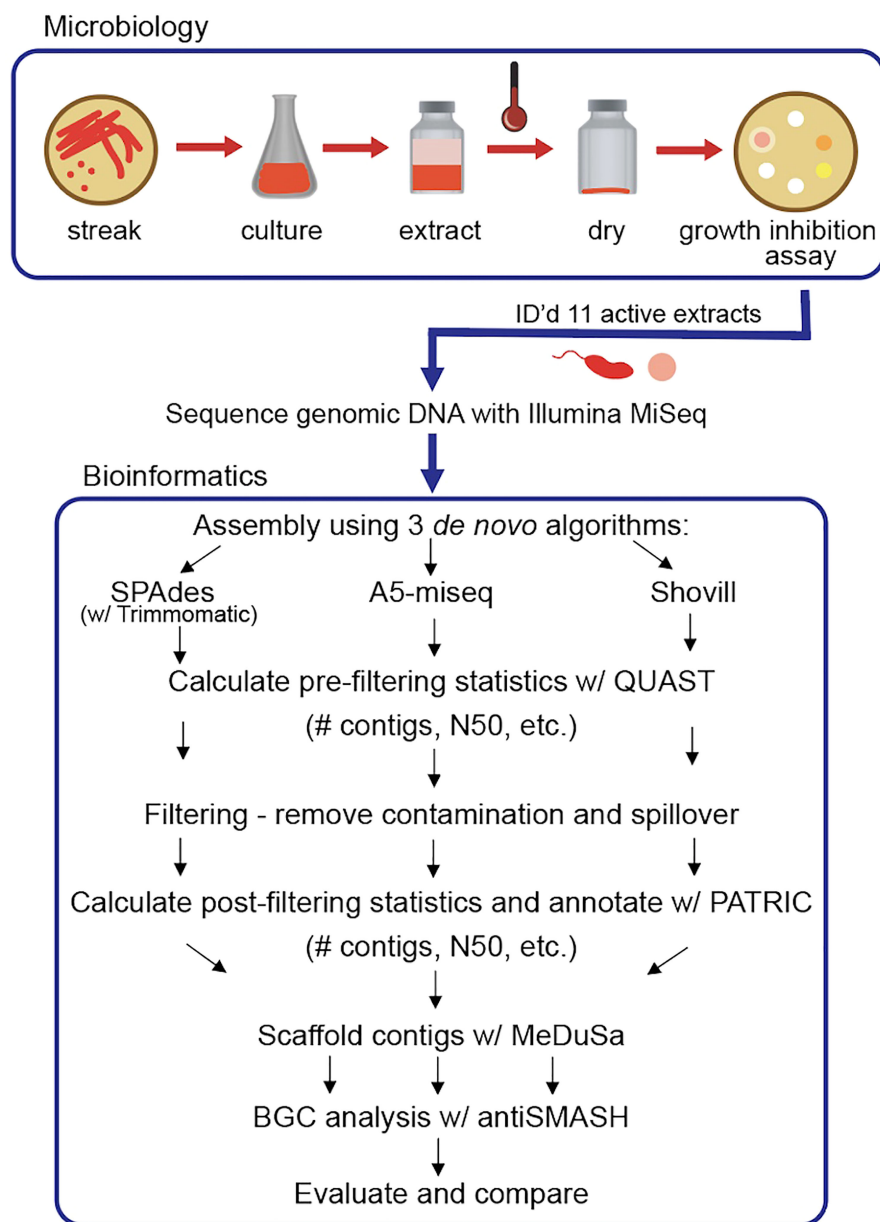 Microbiology
streak
culture
extract
dry
growth inhibition
assay
ID'd 11 active extracts
Sequence genomic DNA with Illumina MiSeq
Bioinformatics
Assembly using 3 de novo algorithms:
SPAdes
(w/ Trimmomatic)
A5-miseq
Shovill
Calculate pre-filtering statistics w/ QUAST
(# contigs, N50, etc.)
Filtering - remove contamination and spillover
Calculate post-filtering statistics and annotate w/ PATRIC
(# contigs, N50, etc.)
Scaffold contigs w/ MeDuSa
BGC analysis w/ antiSMASH
Evaluate and compare